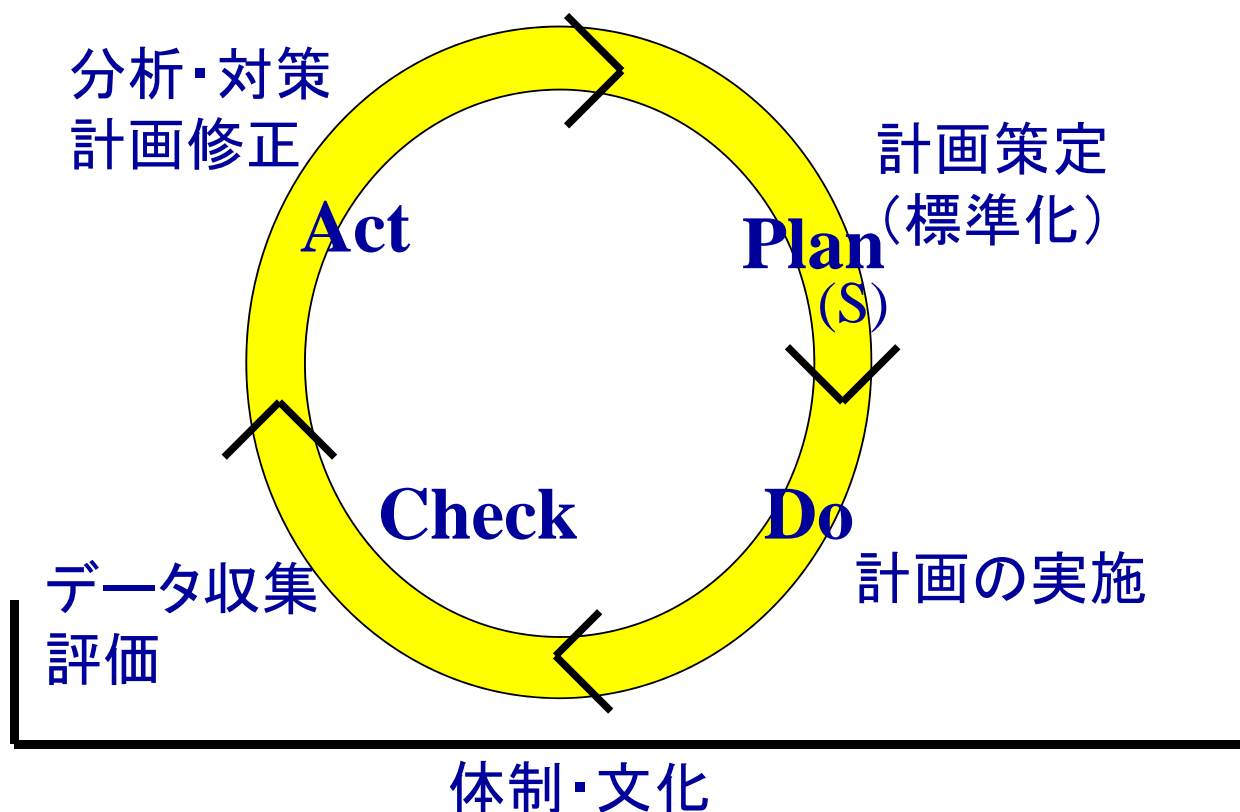 分析・対策
計画修正
Act
計画策定
（標準化）
Plan
(S)
Do
計画の実施
Check
データ収集
評価
体制・文化